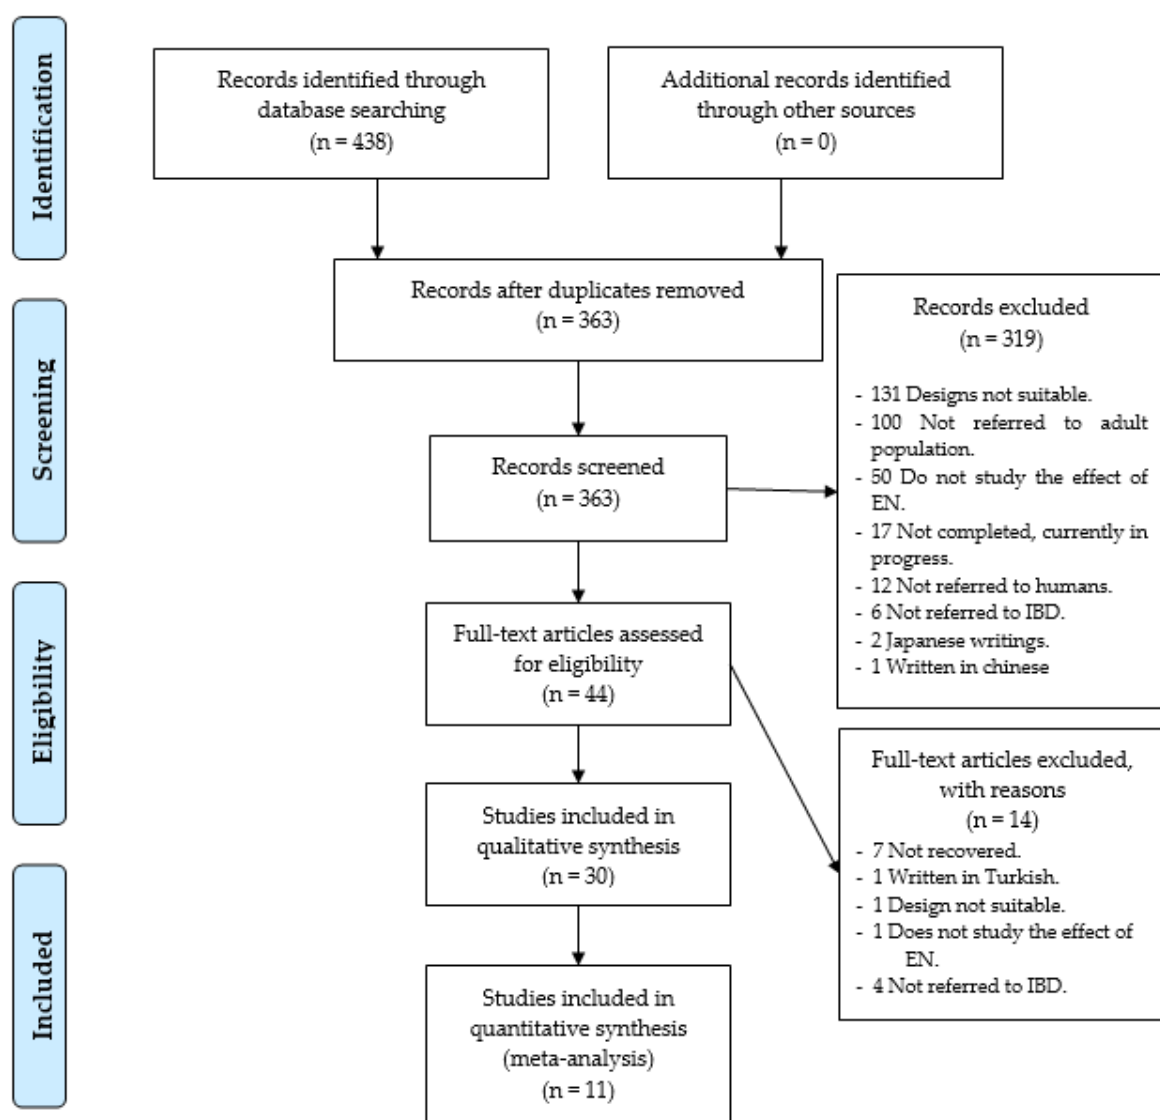 Identification
Records identified through
database searching
(n = 438)
Additional records identified
through other sources
(n = 0)
Records after duplicates removed
(n = 363)
Screening
Records screened
(n = 363)
Records excluded
(n = 319)
- 131 Designs not suitable.
- 100 Not referred to adult
population.
- 50 Do not study the effect of
EN.
- 17 Not completed, currently in
progress.
- 12 Not referred to humans.
- 6 Not referred to IBD.
- 2 Japanese writings.
- 1 Written in chinese
Eligibility
Full-text articles assessed
for eligibility
(n = 44)
Full-text articles excluded,
with reasons
(n = 14)
- 7 Not recovered.
- 1 Written in Turkish.
- 1 Design not suitable.
- 1 Does not study the effect of
EN.
- 4 Not referred to IBD.
Studies included in
qualitative synthesis
(n = 30)
Included
Studies included in
quantitative synthesis
(meta-analysis)
(n = 11)